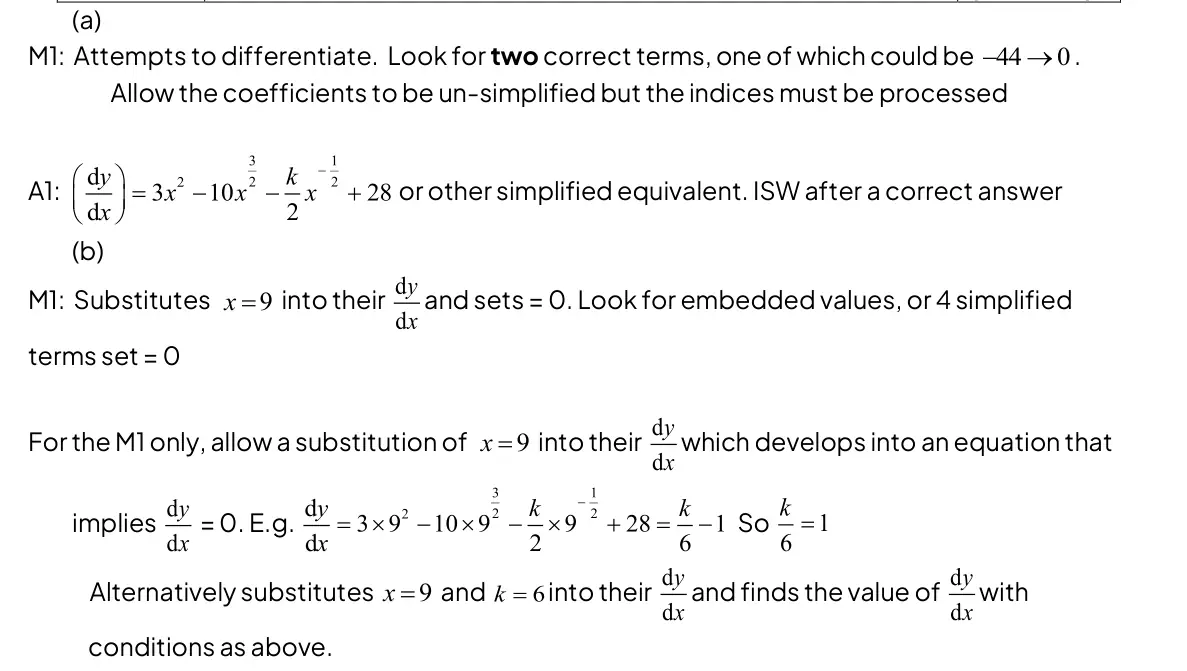 (a)
M1: Attempts to differentiate. Look for two correct terms, one of which could be −44 → 0.
Allow the coefficients to be un-simplified but the indices must be processed
A1: (dy/dx) = 3x² − 10x^(3/2) − (k/2)x^(−1/2) + 28 or other simplified equivalent. ISW after a correct answer
(b)
M1: Substitutes x = 9 into their dy/dx and sets = 0. Look for embedded values, or 4 simplified
terms set = 0
For the M1 only, allow a substitution of x = 9 into their dy/dx which develops into an equation that
implies dy/dx = 0. E.g. dy/dx = 3×9² − 10×9^(3/2) − k/2 × 9^(−1/2) + 28 = k/6 − 1 So k/6 = 1
Alternatively substitutes x = 9 and k = 6 into their dy/dx and finds the value of dy/dx with
conditions as above.